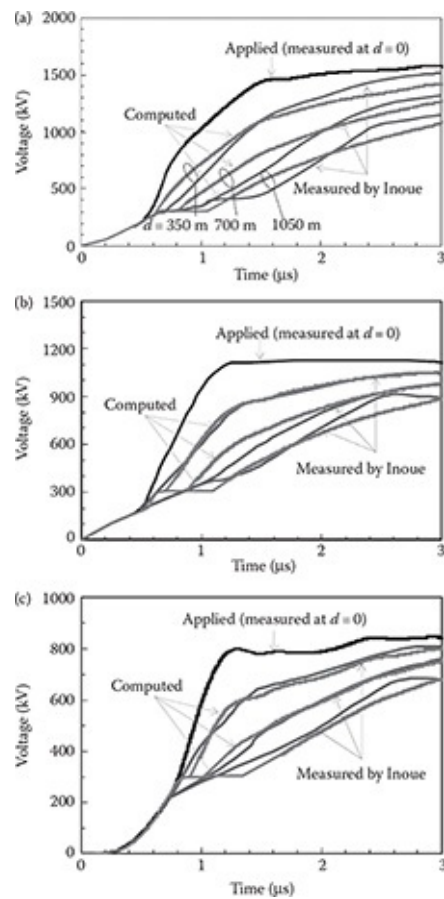 (a)
2000
1500
1000
500
0
Voltage (kV)
Applied (measured at d = 0)
Computed
Measured by Inoue
d = 350 m 700 m 1050 m
0 1 2 3
Time (μs)
(b)
1500
1200
900
600
300
0
Voltage (kV)
Applied (measured at d = 0)
Computed
Measured by Inoue
0 1 2 3
Time (μs)
(c)
1000
800
600
400
200
0
Voltage (kV)
Applied (measured at d = 0)
Computed
Measured by Inoue
0 1 2 3
Time (μs)